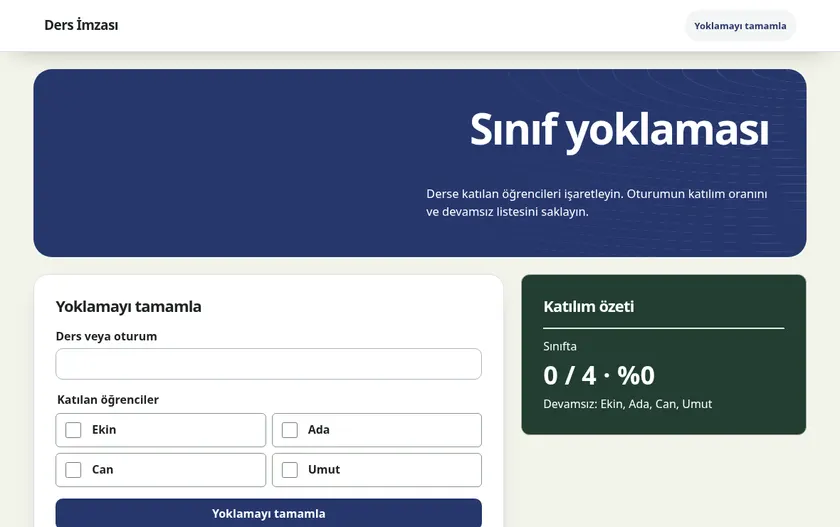 Ders İmzası
Yoklamayı tamamla
Sınıf yoklaması
Derse katılan öğrencileri işaretleyin. Oturumun katılım oranını
ve devamsız listesini saklayın.
Yoklamayı tamamla
Ders veya oturum
Katılan öğrenciler
Ekin
Ada
Can
Umut
Yoklamayı tamamla
Katılım özeti
Sınıfta
0 / 4 · %0
Devamsız: Ekin, Ada, Can, Umut